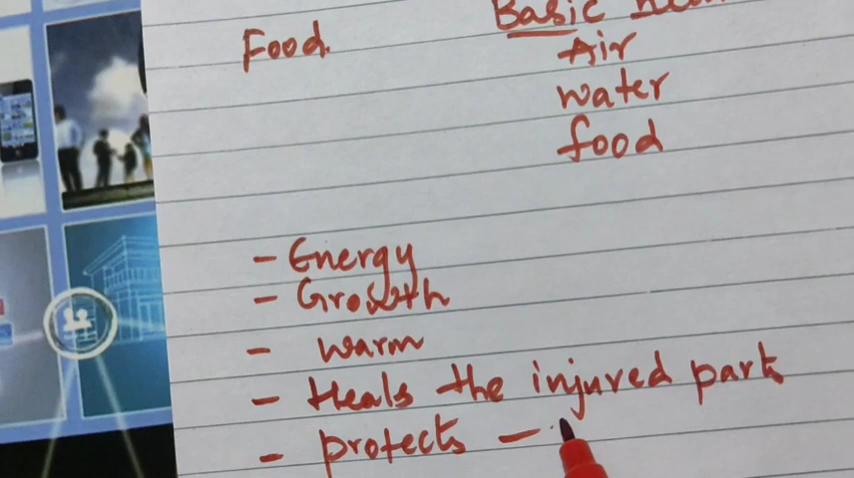 Basic
Food.
Air
water
food
- Energy
- Growth
- warm
- Heals the injured part
- protects -